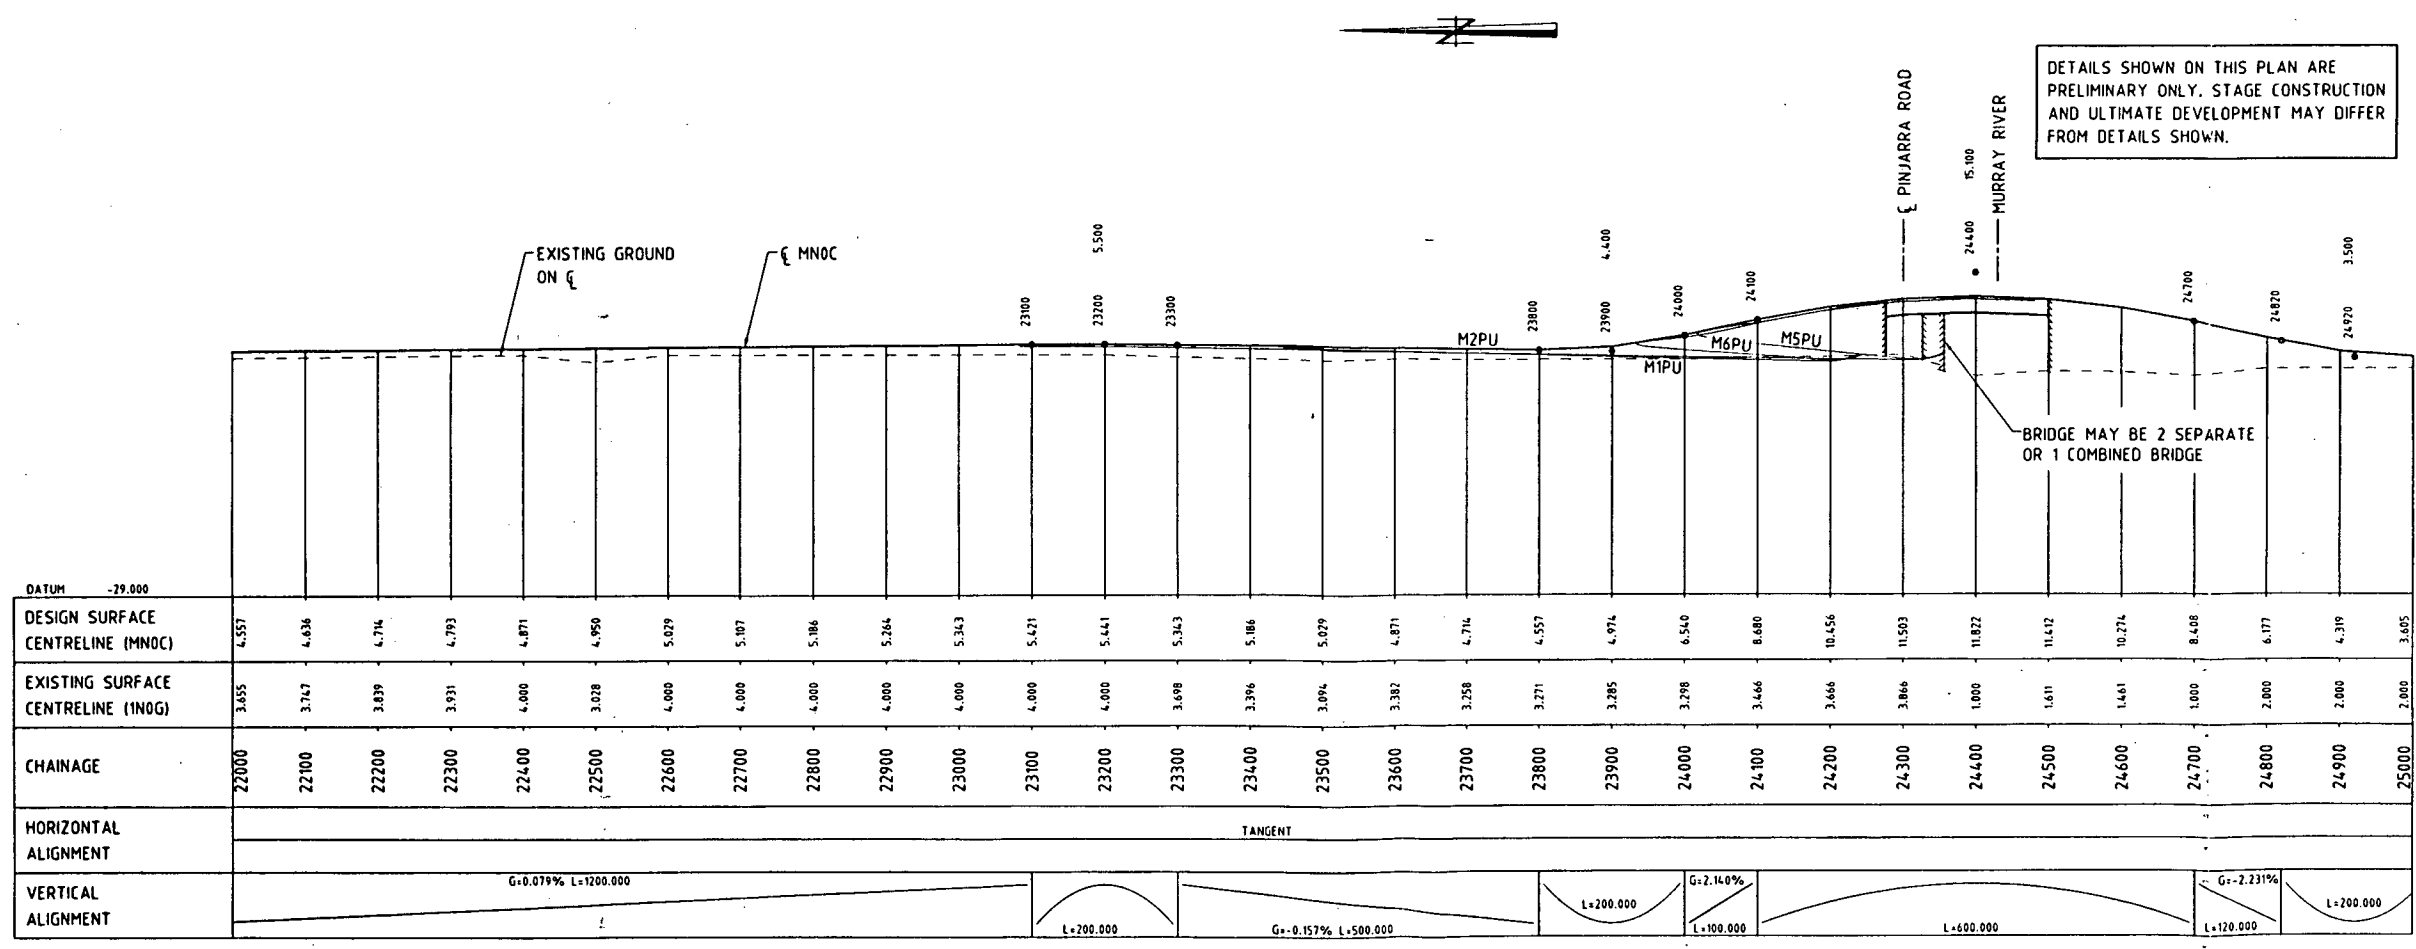 DETAILS SHOWN ON THIS PLAN ARE
PRELIMINARY ONLY. STAGE CONSTRUCTION
AND ULTIMATE DEVELOPMENT MAY DIFFER
FROM DETAILS SHOWN.
℄ PINJARRA ROAD
MURRAY RIVER
15.100
24400
5.500
4.400
3.500
EXISTING GROUND
ON ℄
℄ MN0C
23100
23200
23300
23800
23900
24000
24100
24700
24820
24920
M2PU
M6PU
M5PU
M1PU
BRIDGE MAY BE 2 SEPARATE
OR 1 COMBINED BRIDGE
DATUM -29.000
DESIGN SURFACE
CENTRELINE (MN0C)
4.557 4.636 4.714 4.793 4.871 4.950 5.029 5.107 5.186 5.264 5.343 5.421 5.441 5.343 5.186 5.029 4.871 4.714 4.557 4.974 6.540 8.680 10.456 11.503 11.822 11.412 10.274 8.408 6.177 4.319 3.605
EXISTING SURFACE
CENTRELINE (1N0G)
3.655 3.747 3.839 3.931 4.000 3.028 4.000 4.000 4.000 4.000 4.000 4.000 4.000 3.698 3.396 3.094 3.382 3.258 3.271 3.285 3.298 3.466 3.666 3.866 1.000 1.611 1.461 1.000 2.000 2.000 2.000
CHAINAGE
22000 22100 22200 22300 22400 22500 22600 22700 22800 22900 23000 23100 23200 23300 23400 23500 23600 23700 23800 23900 24000 24100 24200 24300 24400 24500 24600 24700 24800 24900 25000
HORIZONTAL
ALIGNMENT
TANGENT
VERTICAL
ALIGNMENT
G=0.079% L=1200.000
L=200.000
G=-0.157% L=500.000
L=200.000
G=2.140%
L=100.000
L=600.000
G=-2.231%
L=120.000
L=200.000